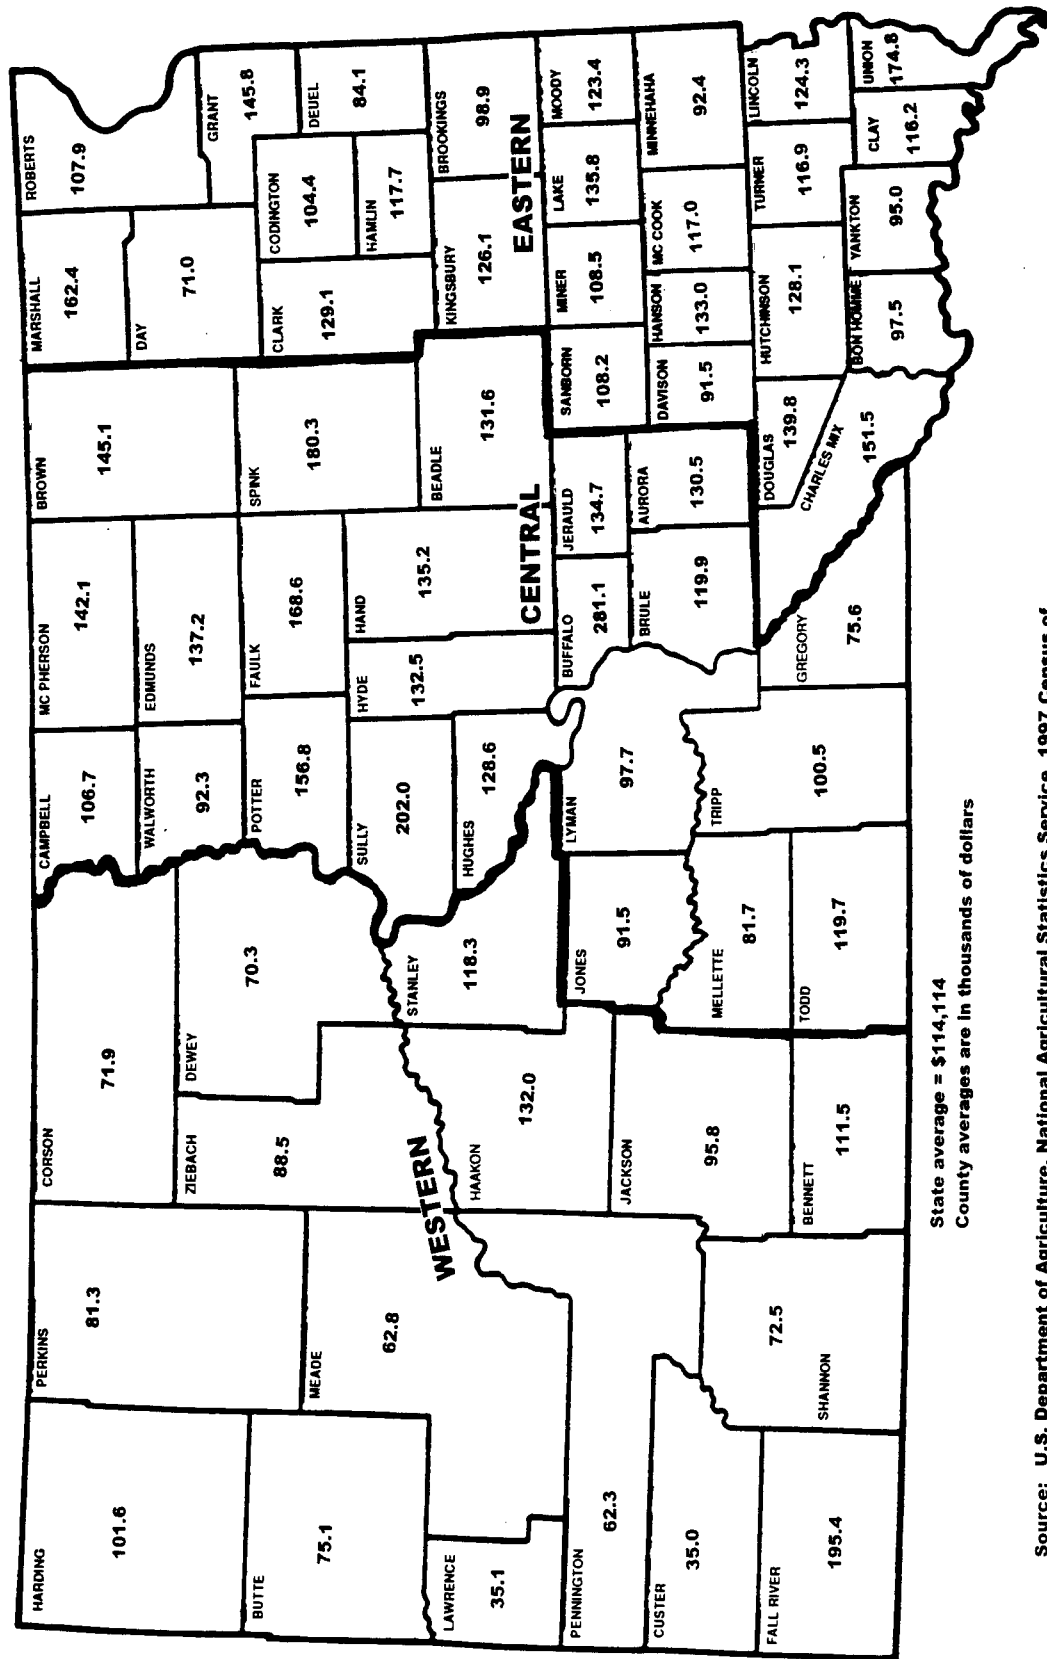 HARDING
101.6
PERKINS
81.3
CORSON
71.9
CAMPBELL
106.7
MC PHERSON
142.1
BROWN
145.1
MARSHALL
162.4
ROBERTS
107.9
BUTTE
75.1
MEADE
62.8
ZIEBACH
88.5
DEWEY
70.3
WALWORTH
92.3
EDMUNDS
137.2
DAY
71.0
GRANT
145.8
POTTER
156.8
FAULK
168.6
SPINK
180.3
CLARK
129.1
CODINGTON
104.4
DEUEL
84.1
HAMLIN
117.7
LAWRENCE
35.1
WESTERN
HAAKON
132.0
STANLEY
118.3
SULLY
202.0
HYDE
132.5
HAND
135.2
BEADLE
131.6
KINGSBURY
126.1
BROOKINGS
98.9
HUGHES
128.6
CENTRAL
EASTERN
PENNINGTON
62.3
JACKSON
95.8
JONES
91.5
LYMAN
97.7
BUFFALO
281.1
JERAULD
134.7
SANBORN
108.2
MINER
108.5
LAKE
135.8
MOODY
123.4
BRULE
119.9
AURORA
130.5
DAVISON
91.5
HANSON
133.0
MC COOK
117.0
MINNEHAHA
92.4
CUSTER
35.0
SHANNON
72.5
MELLETTE
81.7
TRIPP
100.5
GREGORY
75.6
DOUGLAS
139.8
CHARLES MIX
151.5
HUTCHINSON
128.1
TURNER
116.9
LINCOLN
124.3
FALL RIVER
195.4
BENNETT
111.5
TODD
119.7
BON HOMME
97.5
YANKTON
95.0
CLAY
116.2
UNION
174.8
State average = $114,114
County averages are in thousands of dollars
Source: U.S. Department of Agriculture, National Agricultural Statistics Service, 1997 Census of